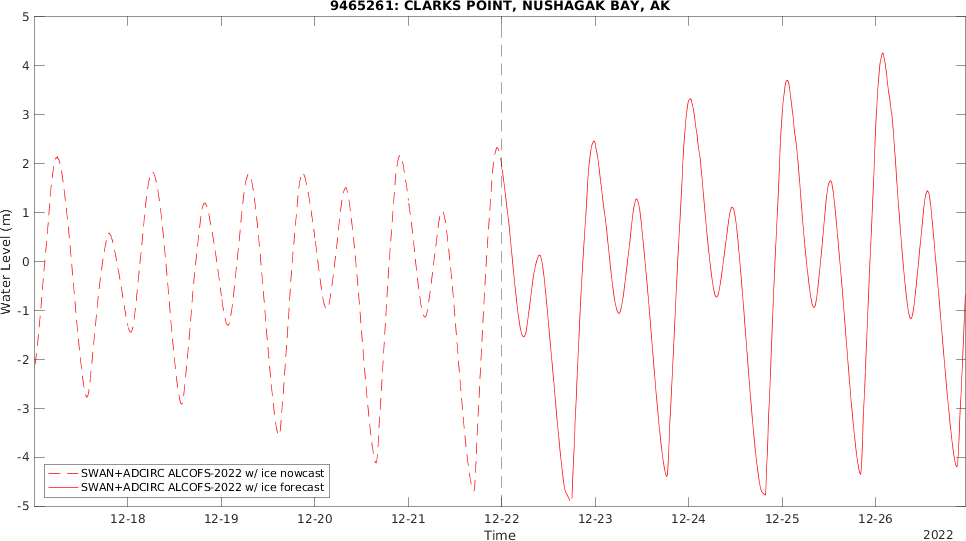 9465261: CLARKS POINT, NUSHAGAK BAY, AK
Water Level (m)
5
4
3
2
1
0
-1
-2
-3
-4
-5
SWAN+ADCIRC ALCOFS-2022 w/ ice nowcast
SWAN+ADCIRC ALCOFS-2022 w/ ice forecast
12-18 12-19 12-20 12-21 12-22 12-23 12-24 12-25 12-26
Time
2022